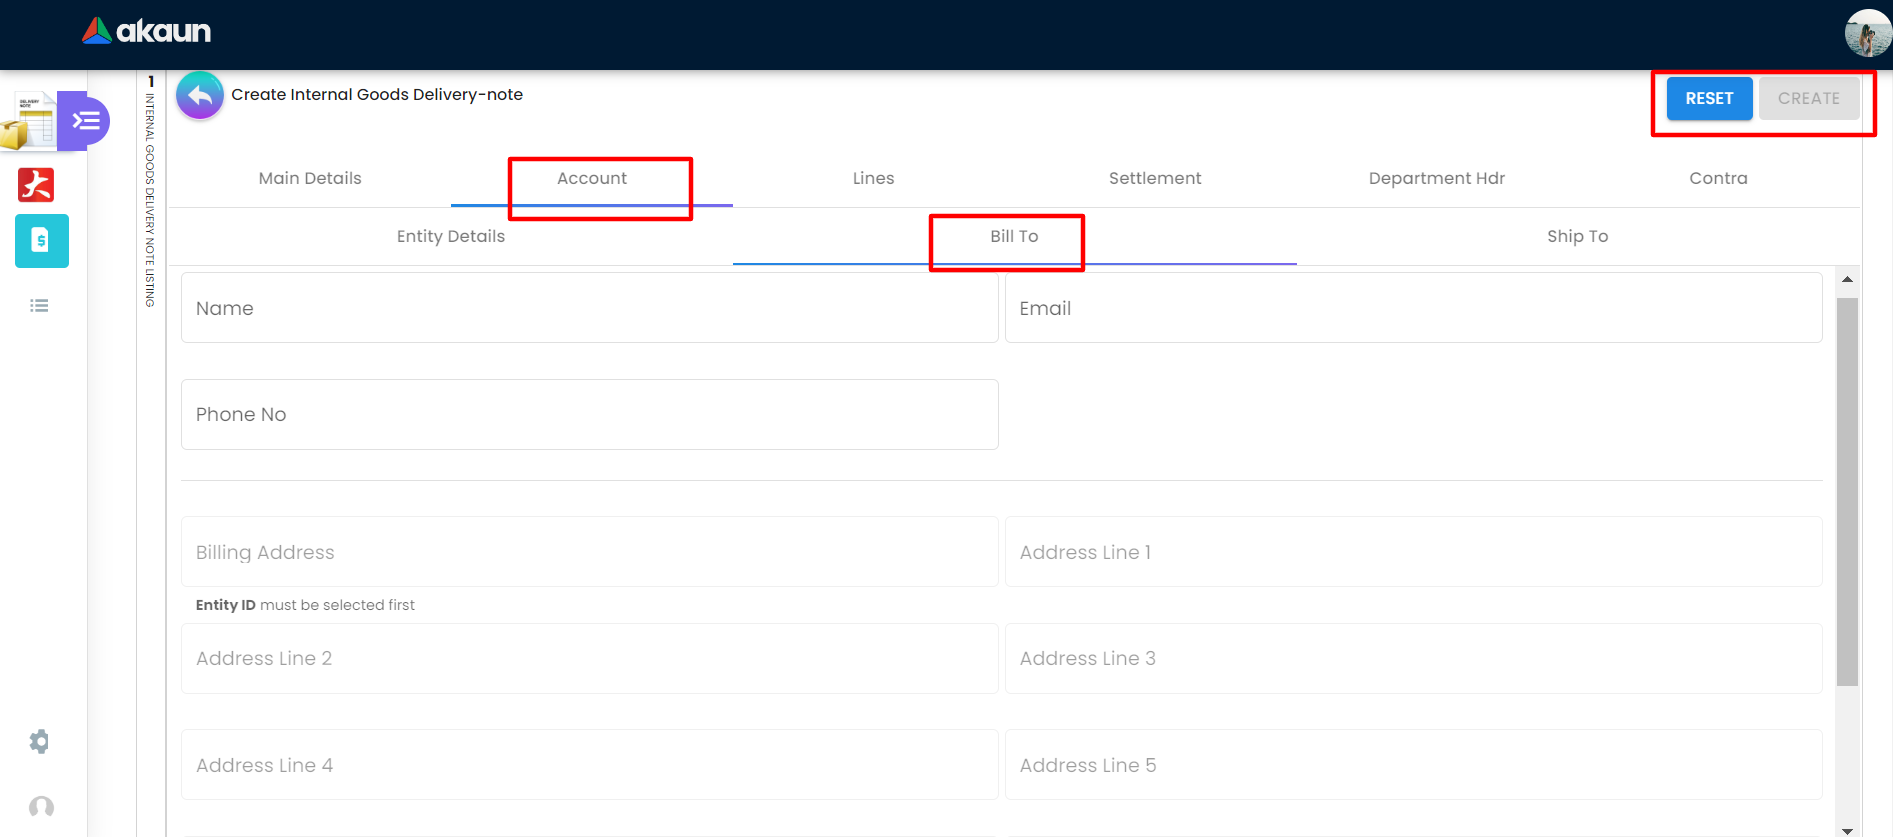 akaun
DELIVERY
NOTE
1
INTERNAL GOODS DELIVERY NOTE LISTING
Create Internal Goods Delivery-note
RESET
CREATE
Main Details
Account
Lines
Settlement
Department Hdr
Contra
Entity Details
Bill To
Ship To
Name
Email
Phone No
Billing Address
Address Line 1
Entity ID must be selected first
Address Line 2
Address Line 3
Address Line 4
Address Line 5